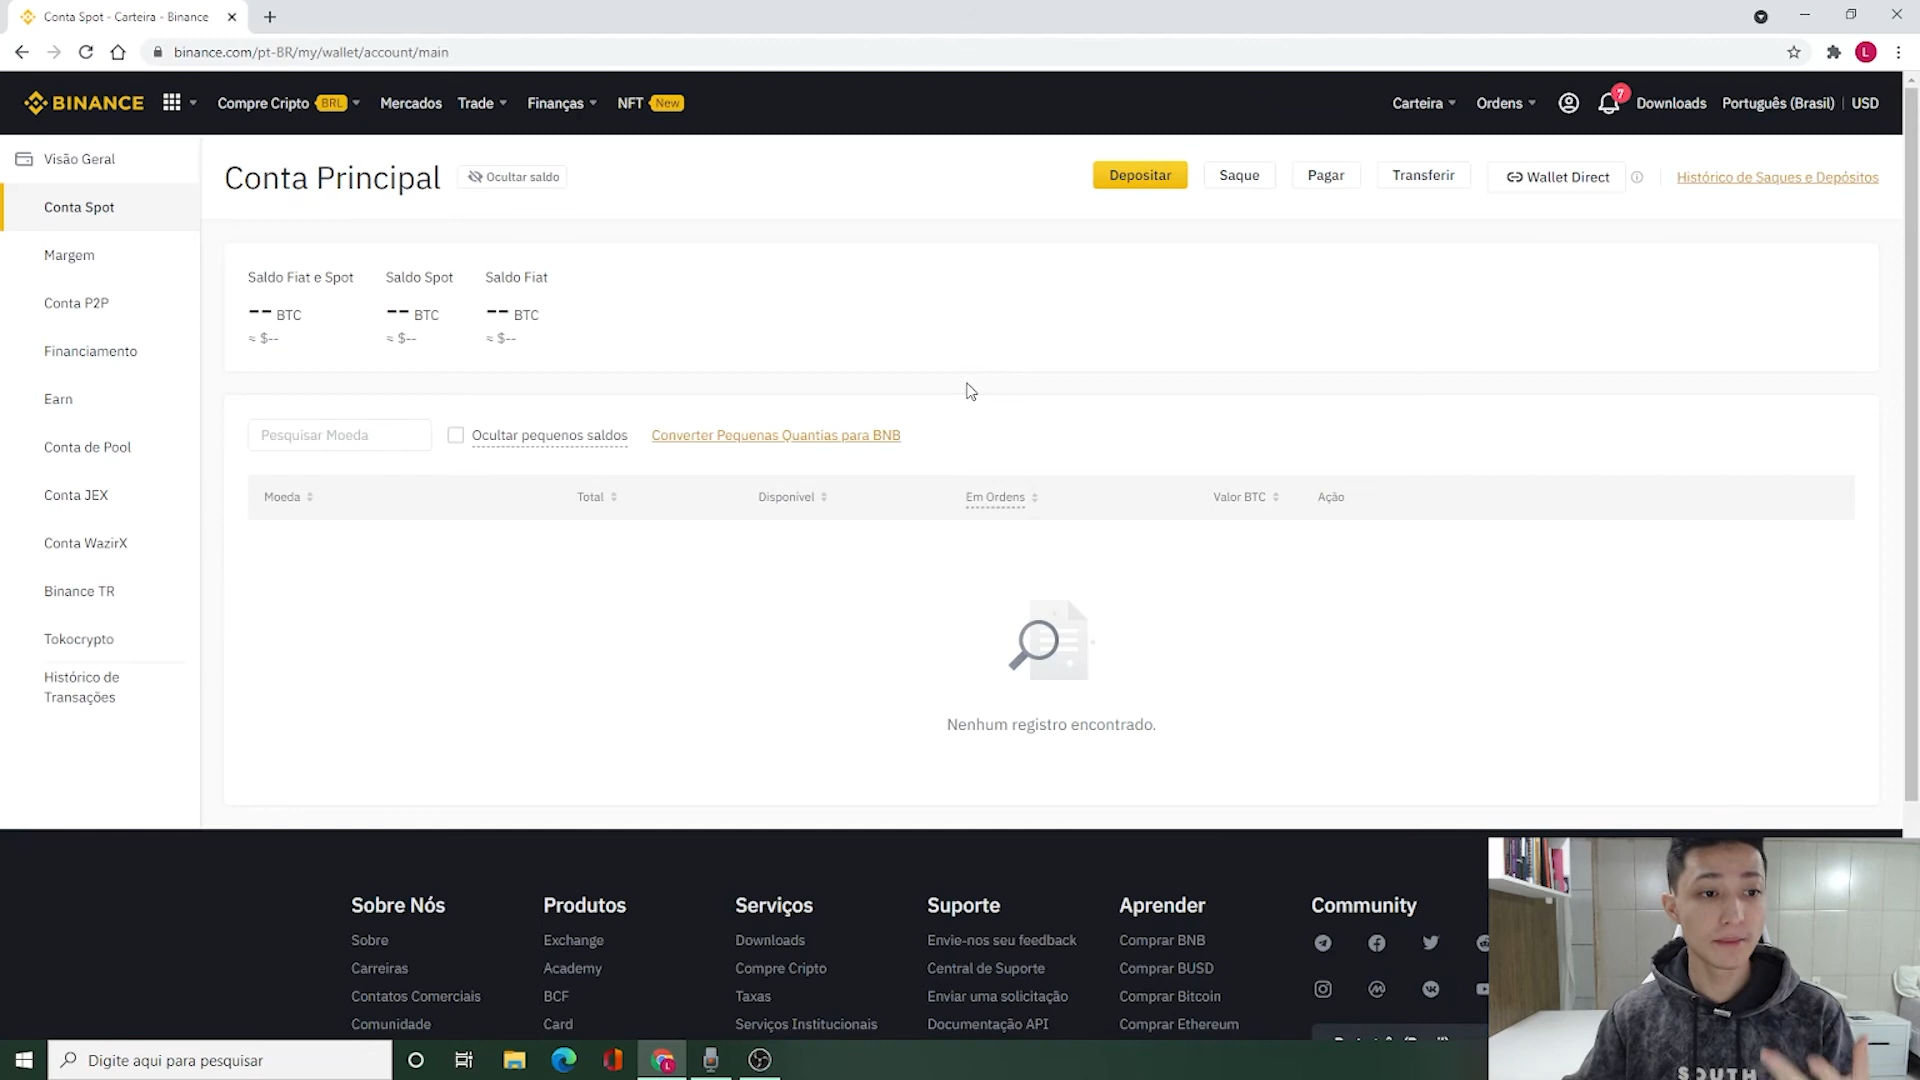 Conta Spot - Carteira - Binance
binance.com/pt-BR/my/wallet/account/main
L
BINANCE
Compre Cripto BRL
Mercados
Trade
Finanças
NFT New
Carteira
Ordens
7
Downloads
Português (Brasil) | USD
Visão Geral
Conta Spot
Margem
Conta P2P
Financiamento
Earn
Conta de Pool
Conta JEX
Conta WazirX
Binance TR
Tokocrypto
Histórico de
Transações
Conta Principal
Ocultar saldo
Depositar
Saque
Pagar
Transferir
Wallet Direct
Histórico de Saques e Depósitos
Saldo Fiat e Spot
Saldo Spot
Saldo Fiat
-- BTC
-- BTC
-- BTC
≈ $--
≈ $--
≈ $--
Pesquisar Moeda
Ocultar pequenos saldos
Converter Pequenas Quantias para BNB
Moeda
Total
Disponível
Em Ordens
Valor BTC
Ação
Nenhum registro encontrado.
Sobre Nós
Sobre
Carreiras
Contatos Comerciais
Comunidade
Produtos
Exchange
Academy
BCF
Card
Serviços
Downloads
Compre Cripto
Taxas
Serviços Institucionais
Suporte
Envie-nos seu feedback
Central de Suporte
Enviar uma solicitação
Documentação API
Aprender
Comprar BNB
Comprar BUSD
Comprar Bitcoin
Comprar Ethereum
Community
Digite aqui para pesquisar
SOUTH